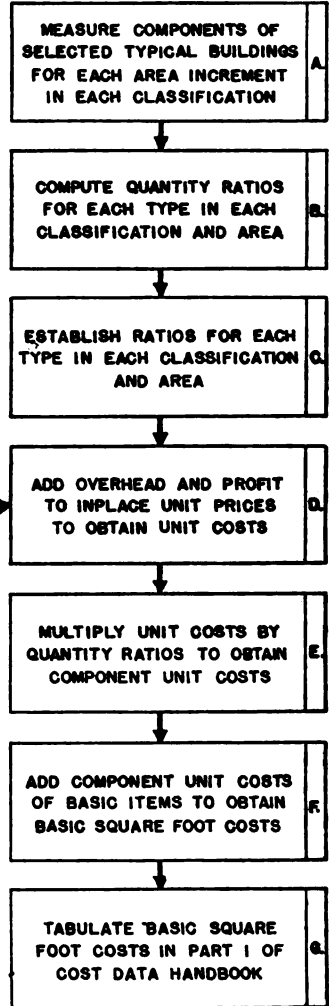 MEASURE COMPONENTS OF
SELECTED TYPICAL BUILDINGS
FOR EACH AREA INCREMENT
IN EACH CLASSIFICATION
A.
COMPUTE QUANTITY RATIOS
FOR EACH TYPE IN EACH
CLASSIFICATION AND AREA
B.
ESTABLISH RATIOS FOR EACH
TYPE IN EACH CLASSIFICATION
AND AREA
C.
ADD OVERHEAD AND PROFIT
TO INPLACE UNIT PRICES
TO OBTAIN UNIT COSTS
D.
MULTIPLY UNIT COSTS BY
QUANTITY RATIOS TO OBTAIN
COMPONENT UNIT COSTS
E.
ADD COMPONENT UNIT COSTS
OF BASIC ITEMS TO OBTAIN
BASIC SQUARE FOOT COSTS
F.
TABULATE BASIC SQUARE
FOOT COSTS IN PART I OF
COST DATA HANDBOOK
G.